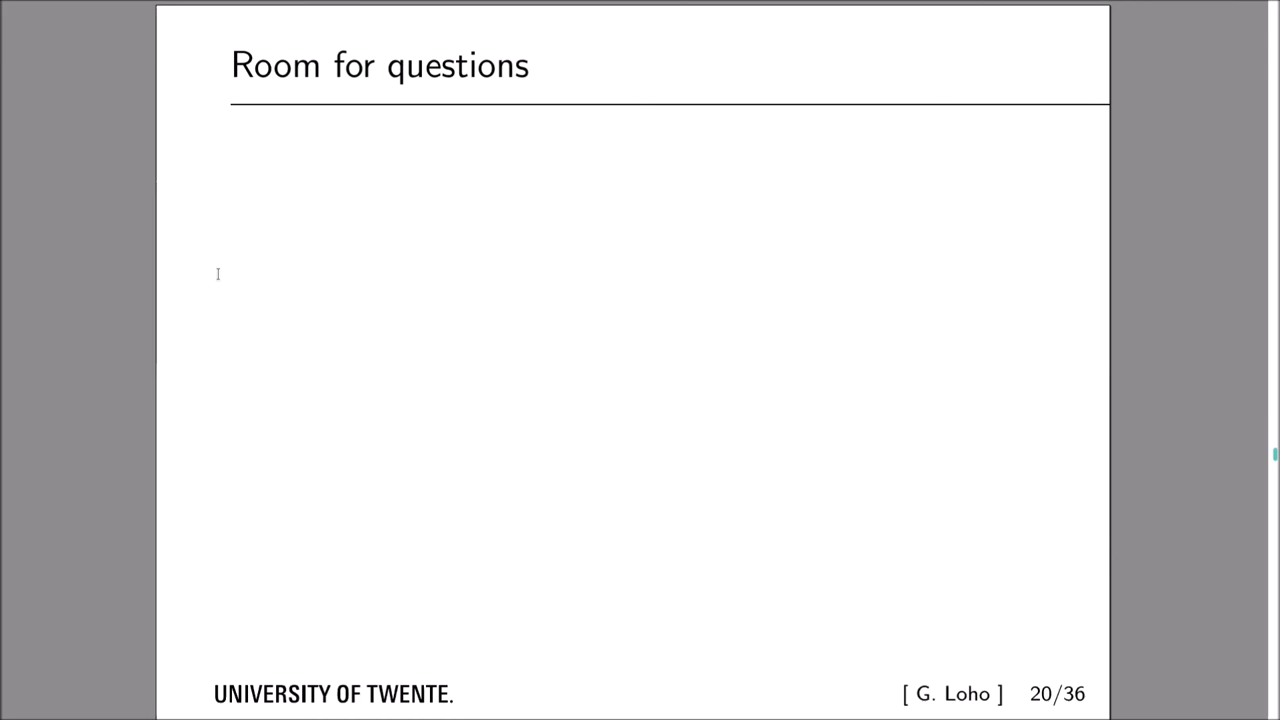 Room for questions
UNIVERSITY OF TWENTE.
[ G. Loho ] 20/36